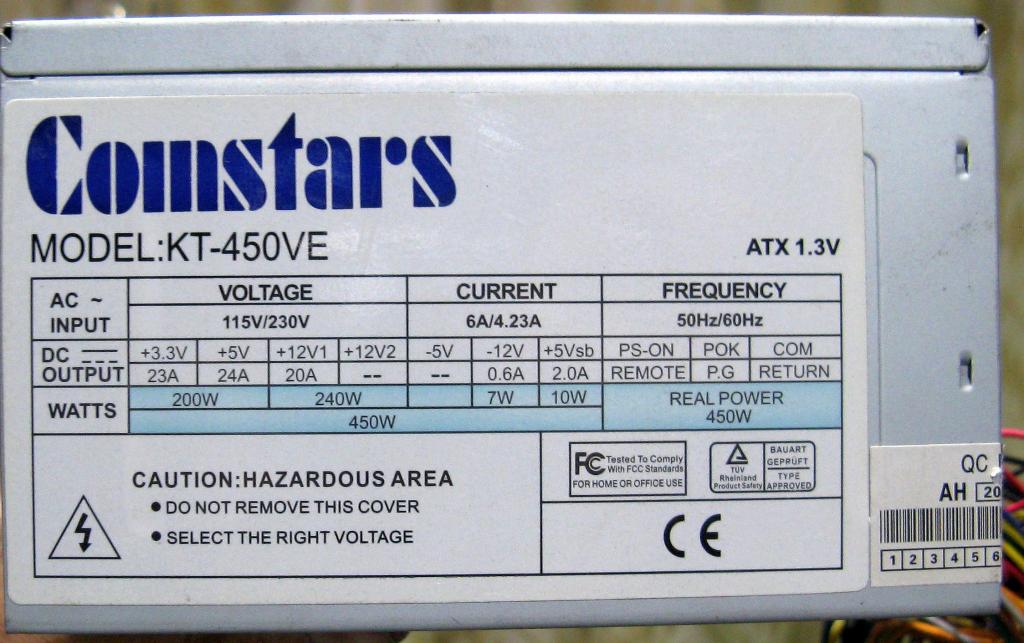 Comstars
MODEL:KT-450VE
ATX 1.3V
AC ~ INPUT VOLTAGE CURRENT FREQUENCY
115V/230V 6A/4.23A 50Hz/60Hz
DC OUTPUT +3.3V +5V +12V1 +12V2 -5V -12V +5Vsb PS-ON POK COM
23A 24A 20A -- -- 0.6A 2.0A REMOTE P.G RETURN
WATTS 200W 240W 7W 10W REAL POWER
450W 450W
CAUTION:HAZARDOUS AREA
• DO NOT REMOVE THIS COVER
• SELECT THE RIGHT VOLTAGE
FC Tested To Comply
With FCC Standards
FOR HOME OR OFFICE USE
TÜV
Rheinland
Product Safety
BAUART
GEPRÜFT
TYPE
APPROVED
CE
QC
AH 20
1 2 3 4 5 6